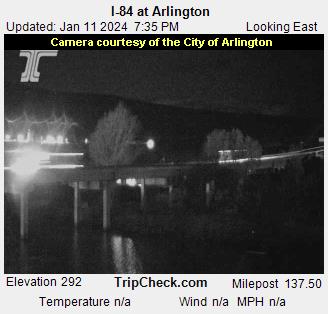 I-84 at Arlington
Updated: Jan 11 2024 7:35 PM Looking East
Camera courtesy of the City of Arlington
Elevation 292 TripCheck.com Milepost 137.50
Temperature n/a Wind n/a MPH n/a